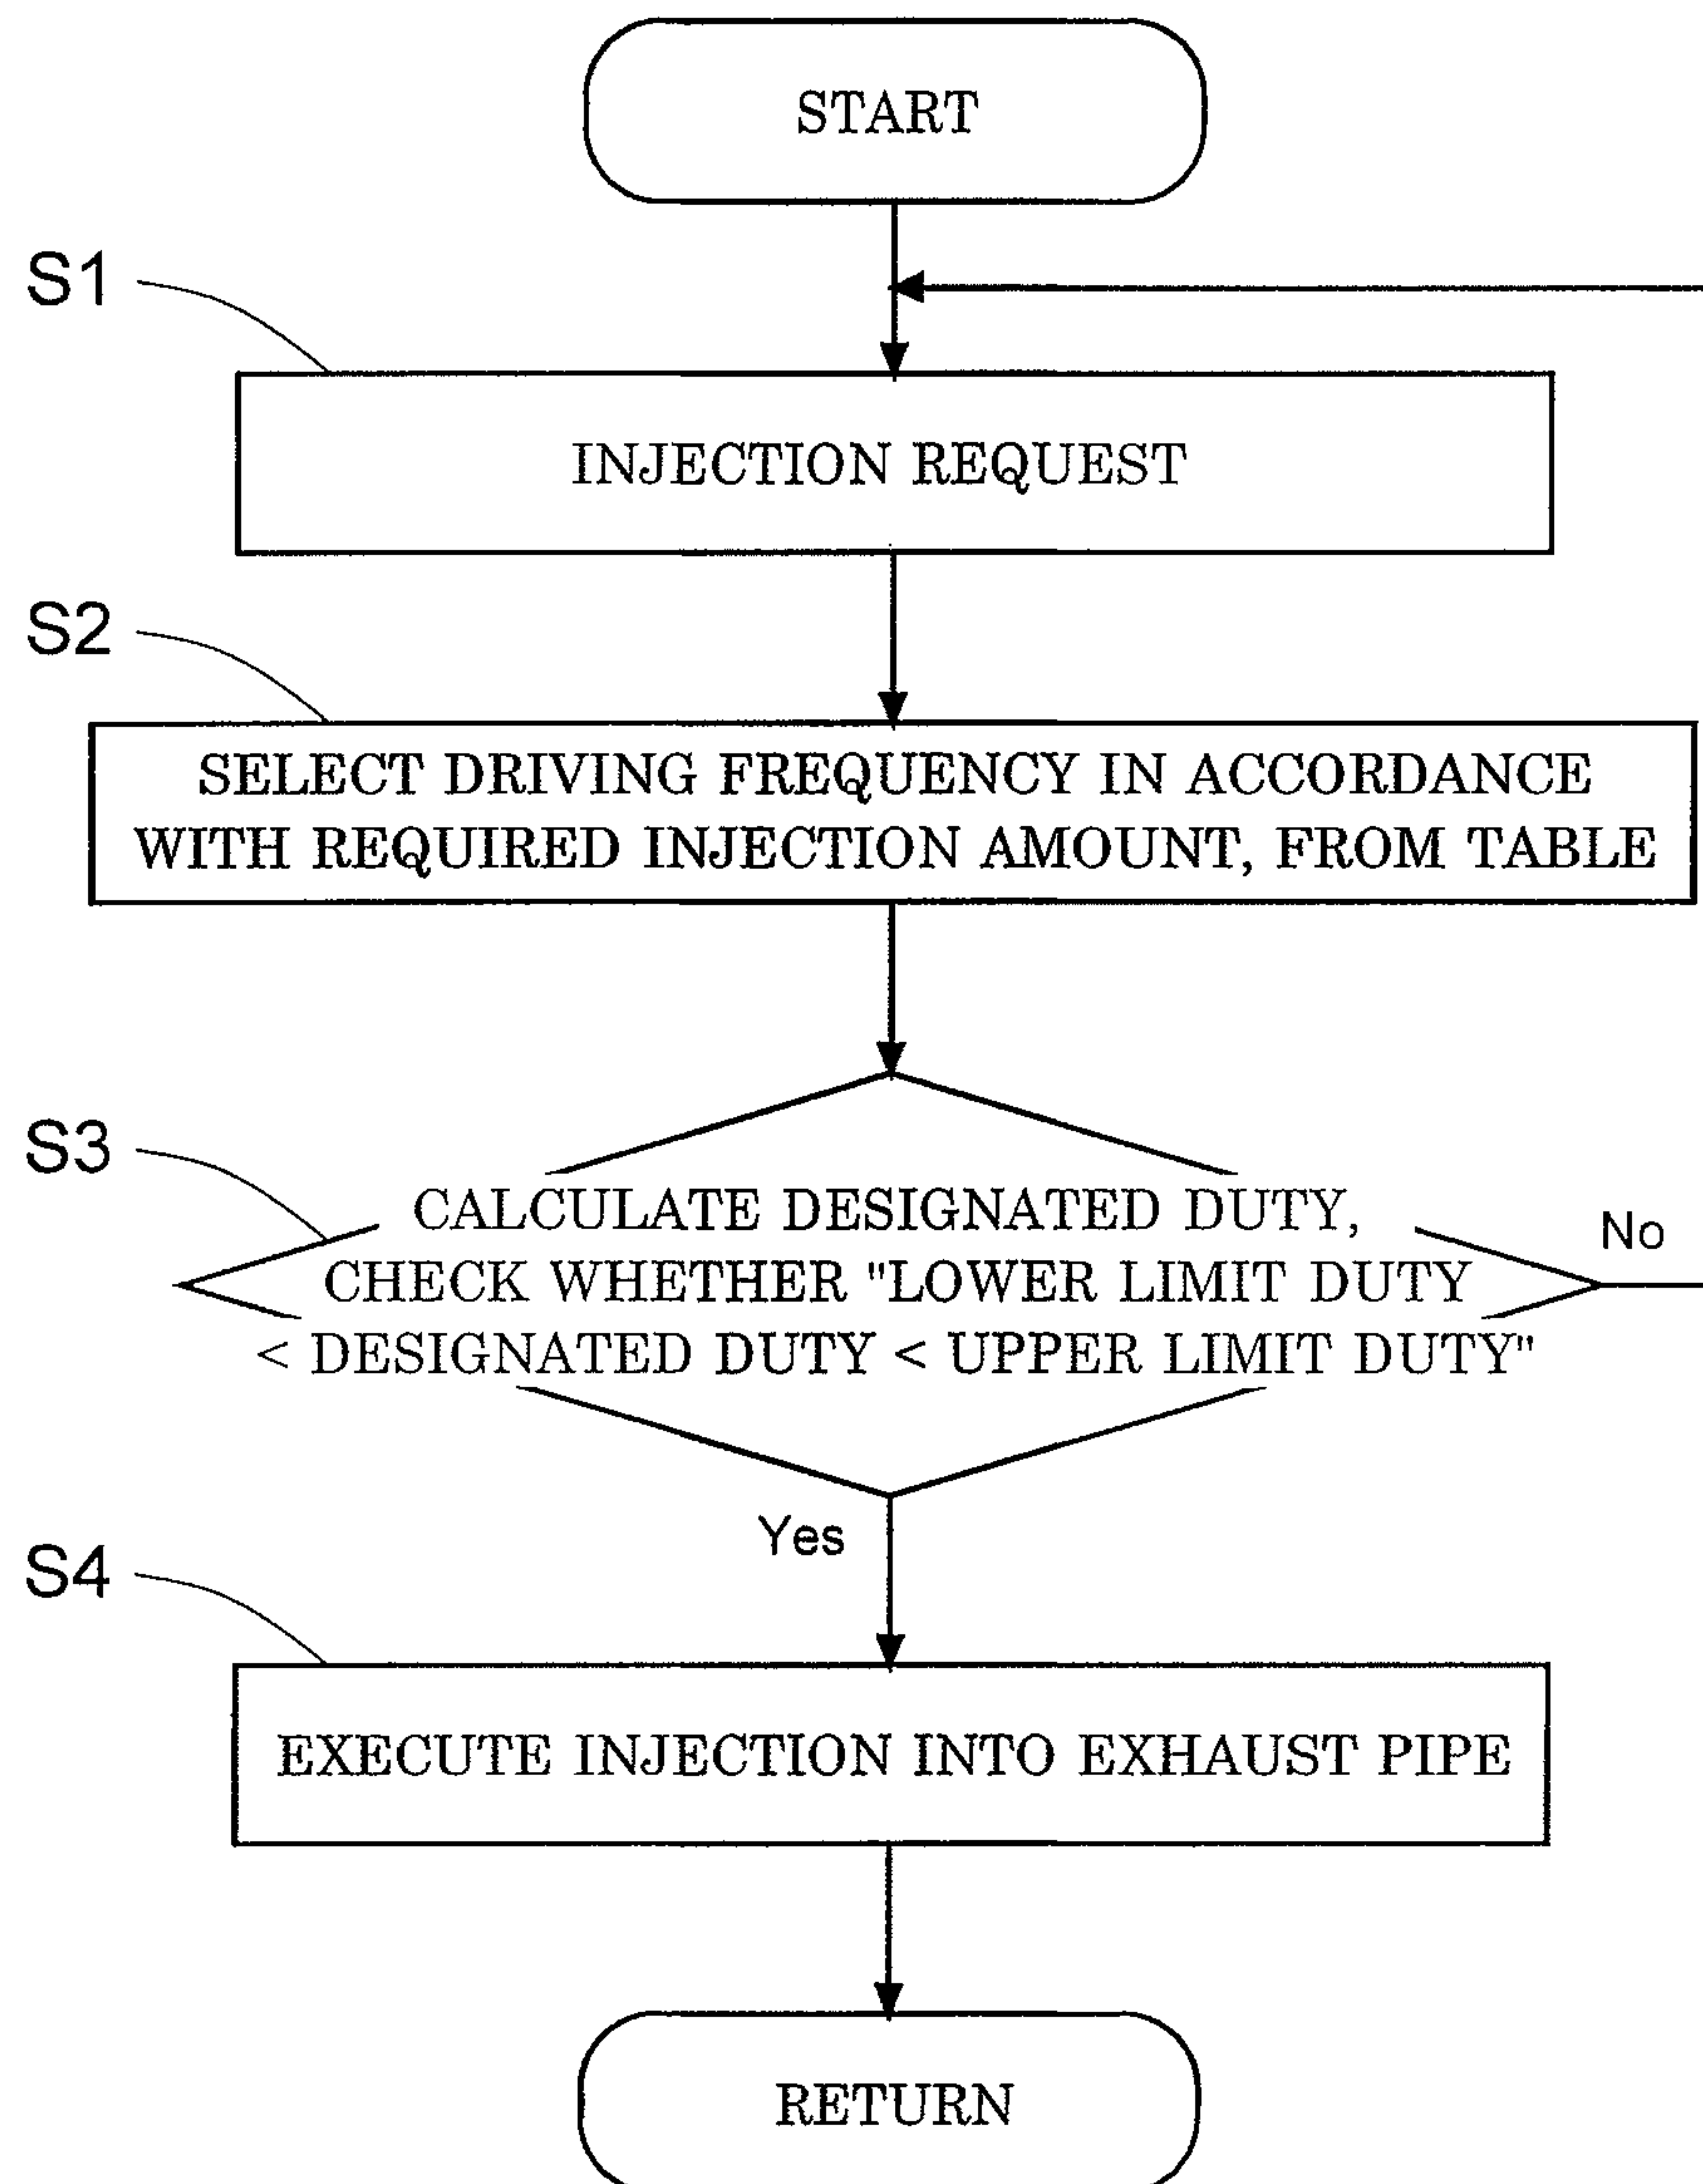 START
S1
INJECTION REQUEST
S2
SELECT DRIVING FREQUENCY IN ACCORDANCE
WITH REQUIRED INJECTION AMOUNT, FROM TABLE
S3
CALCULATE DESIGNATED DUTY,
CHECK WHETHER "LOWER LIMIT DUTY
< DESIGNATED DUTY < UPPER LIMIT DUTY"
No
Yes
S4
EXECUTE INJECTION INTO EXHAUST PIPE
RETURN